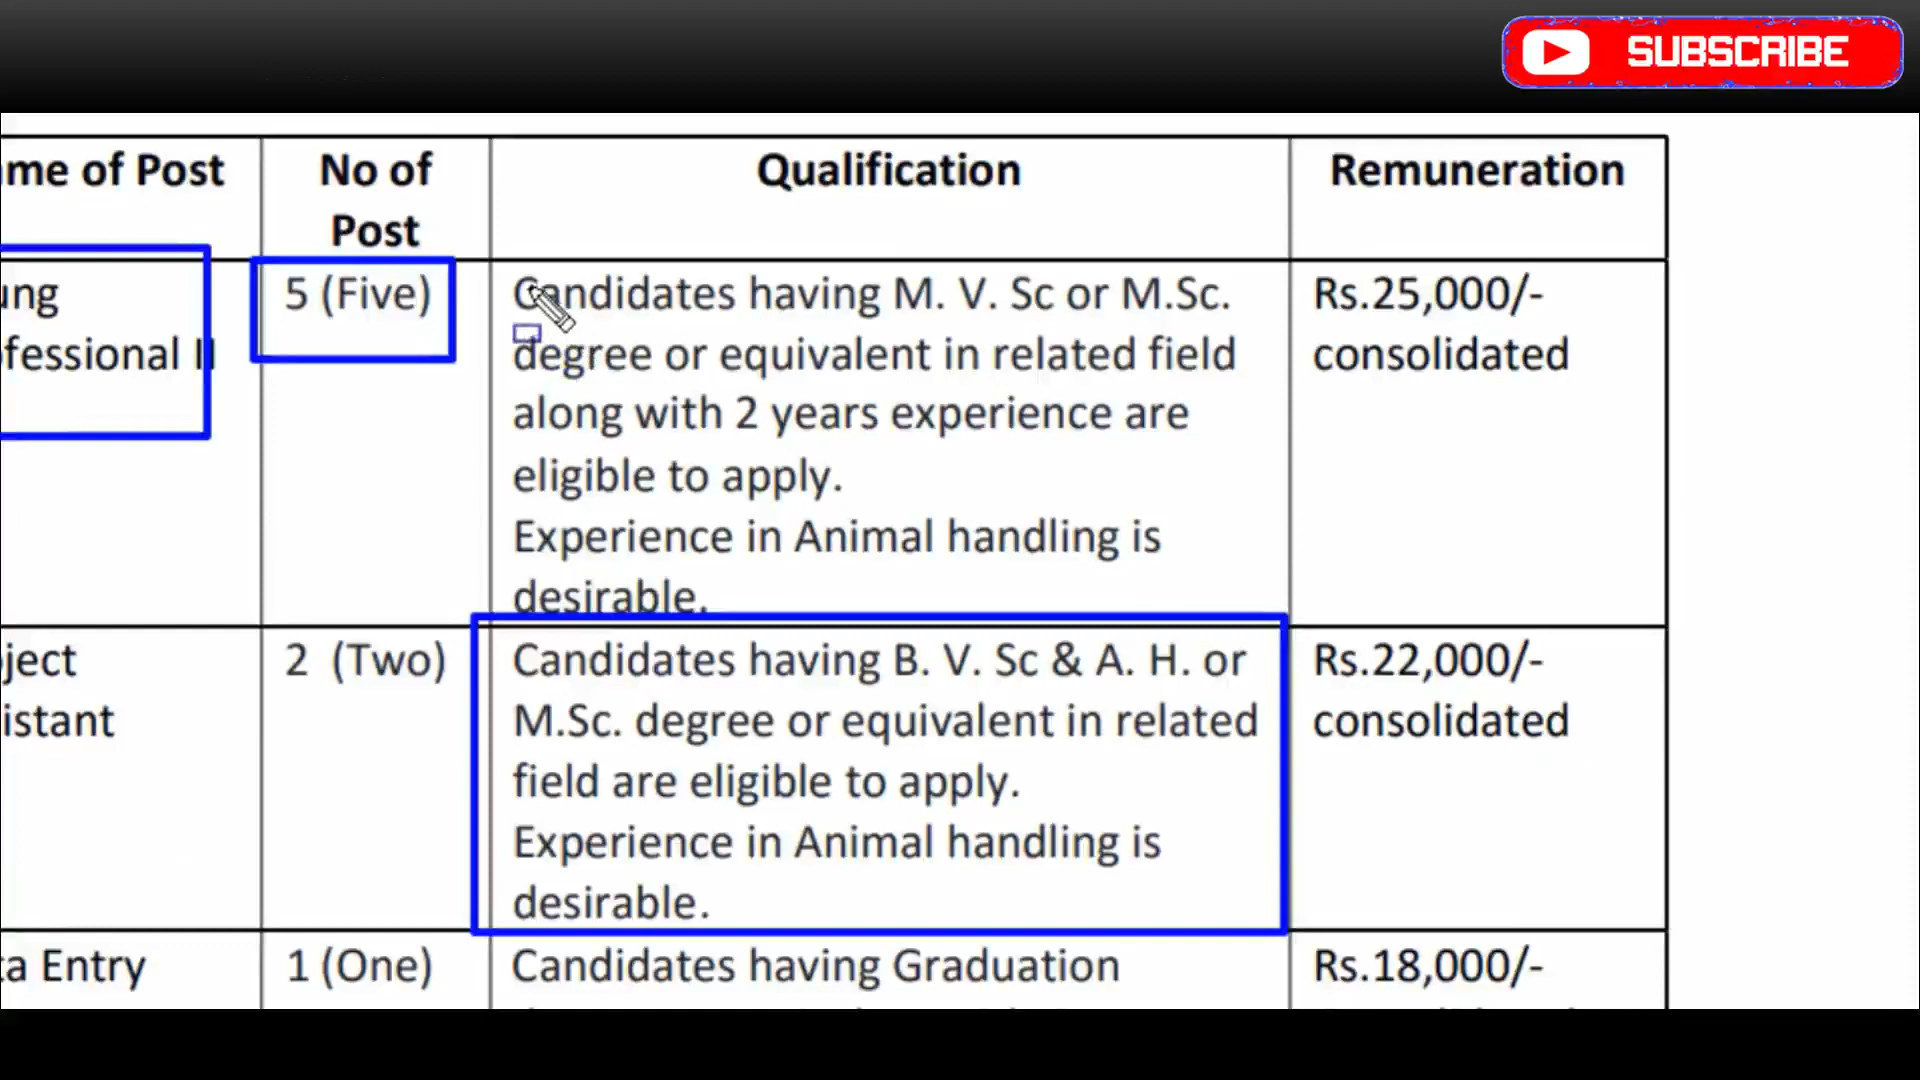 SUBSCRIBE
me of Post
No of
Post
Qualification
Remuneration
ung
fessional II
5 (Five)
Candidates having M. V. Sc or M.Sc.
degree or equivalent in related field
along with 2 years experience are
eligible to apply.
Experience in Animal handling is
desirable.
Rs.25,000/-
consolidated
ject
istant
2 (Two)
Candidates having B. V. Sc & A. H. or
M.Sc. degree or equivalent in related
field are eligible to apply.
Experience in Animal handling is
desirable.
Rs.22,000/-
consolidated
ta Entry
1 (One)
Candidates having Graduation
Rs.18,000/-